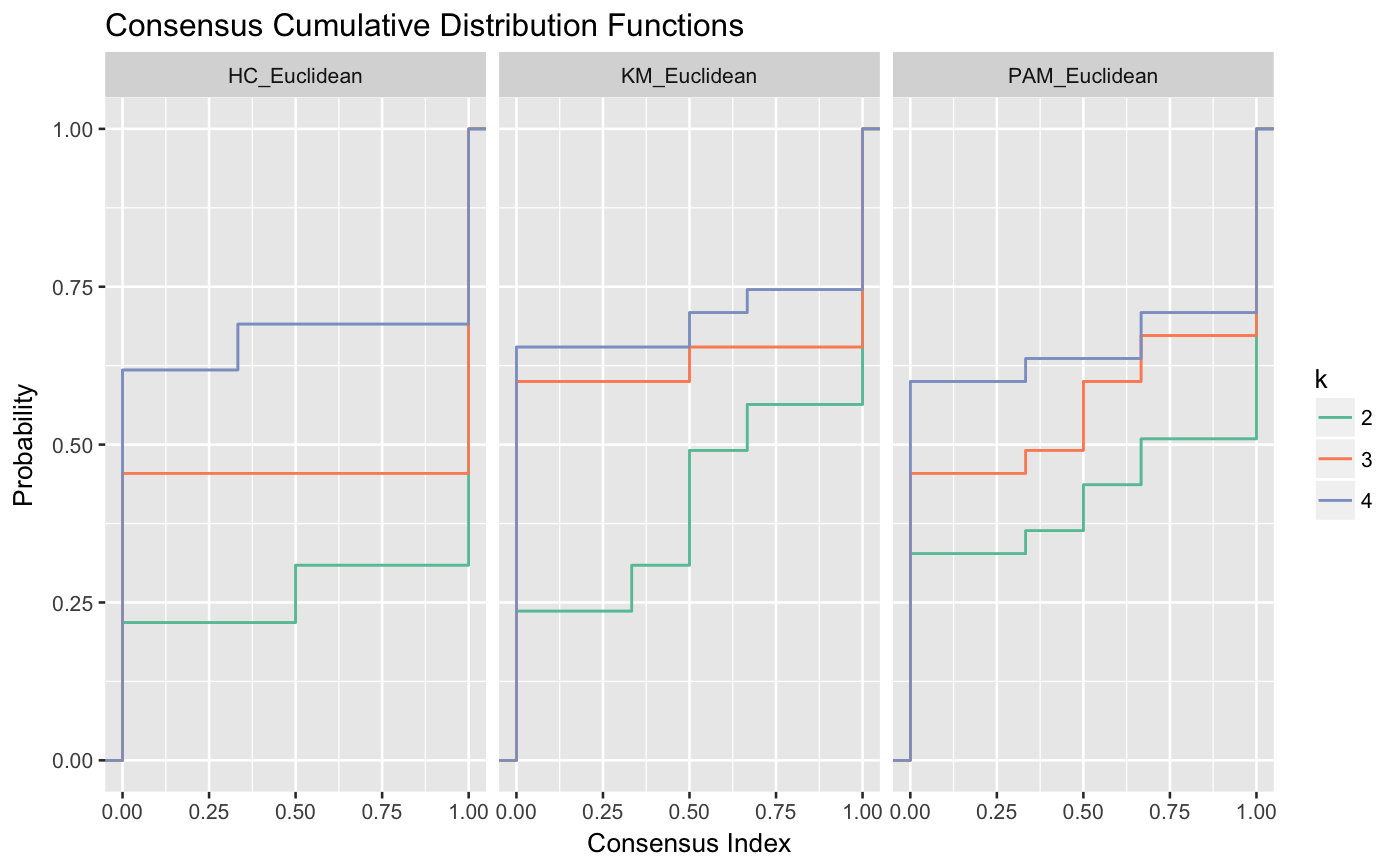 Consensus Cumulative Distribution Functions
HC_Euclidean KM_Euclidean PAM_Euclidean
1.00
0.75
0.50
0.25
0.00
Probability
0.00 0.25 0.50 0.75 1.00 0.00 0.25 0.50 0.75 1.00 0.00 0.25 0.50 0.75 1.00
Consensus Index
k
2
3
4